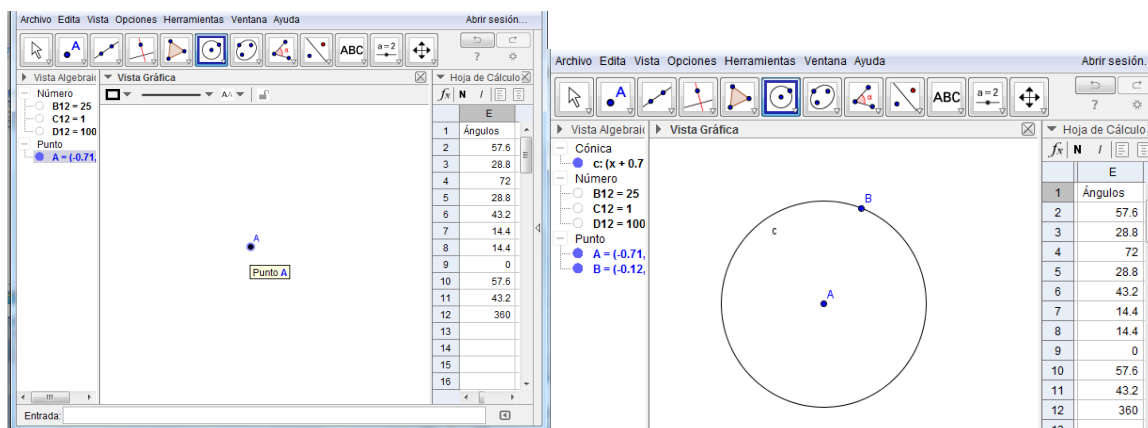 Archivo Edita Vista Opciones Herramientas Ventana Ayuda Abrir sesión...
A ABC a=2 ?
Vista Algebraic Vista Gráfica Hoja de Cálculo
Número AA fx N I
B12 = 25 E
C12 = 1 1 Ángulos
D12 = 100 2 57.6
Punto 3 28.8
A = (-0.71, 4 72
5 28.8
6 43.2
A 7 14.4
8 14.4
Punto A 9 0
10 57.6
11 43.2
12 360
13
14
15
16
Entrada:
Archivo Edita Vista Opciones Herramientas Ventana Ayuda Abrir sesión.
A ABC a=2 ?
Vista Algebraic Vista Gráfica Hoja de Cálculo
Cónica fx N I
c: (x + 0.7 E
Número 1 Ángulos
B12 = 25 B 2 57.6
C12 = 1 3 28.8
D12 = 100 c 4 72
Punto 5 28.8
A = (-0.71, 6 43.2
B = (-0.12, 7 14.4
A 8 14.4
9 0
10 57.6
11 43.2
12 360